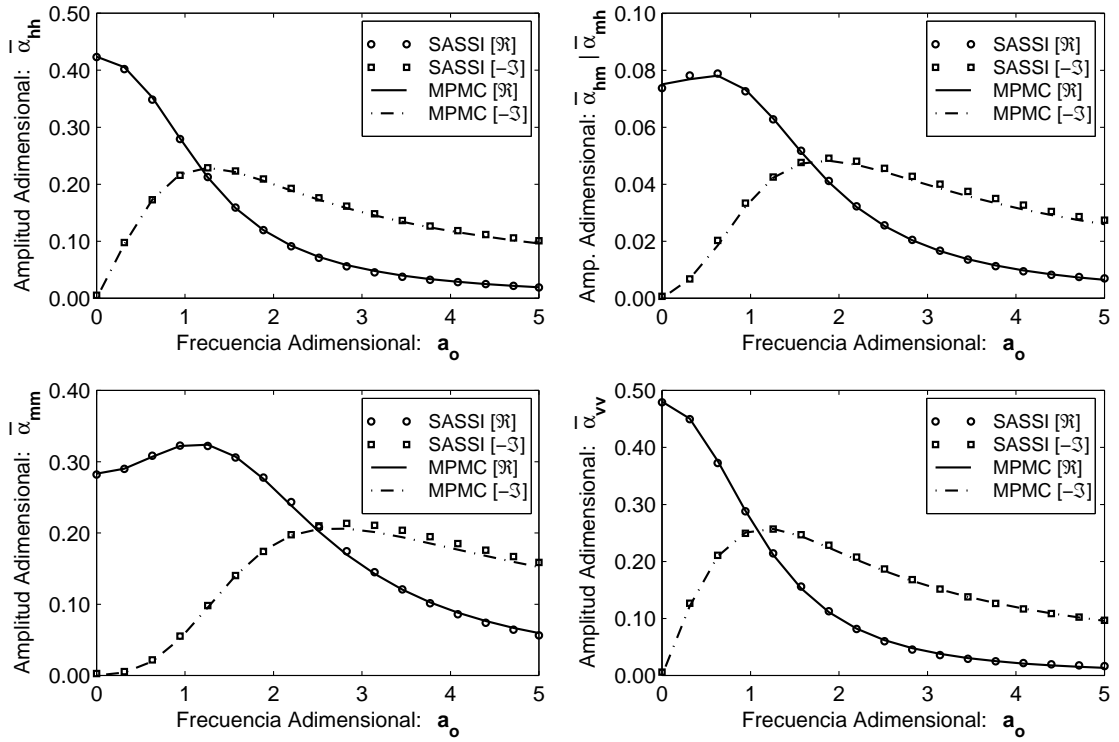 Amplitud Adimensional: α̅hh
0.50
0.40
0.30
0.20
0.10
0.00
0 1 2 3 4 5
Frecuencia Adimensional: ao
SASSI [ℜ]
SASSI [−ℑ]
MPMC [ℜ]
MPMC [−ℑ]
Amp. Adimensional: α̅hm | α̅mh
0.10
0.08
0.06
0.04
0.02
0.00
0 1 2 3 4 5
Frecuencia Adimensional: ao
SASSI [ℜ]
SASSI [−ℑ]
MPMC [ℜ]
MPMC [−ℑ]
Amplitud Adimensional: α̅mm
0.40
0.30
0.20
0.10
0.00
0 1 2 3 4 5
Frecuencia Adimensional: ao
SASSI [ℜ]
SASSI [−ℑ]
MPMC [ℜ]
MPMC [−ℑ]
Amplitud Adimensional: α̅vv
0.50
0.40
0.30
0.20
0.10
0.00
0 1 2 3 4 5
Frecuencia Adimensional: ao
SASSI [ℜ]
SASSI [−ℑ]
MPMC [ℜ]
MPMC [−ℑ]